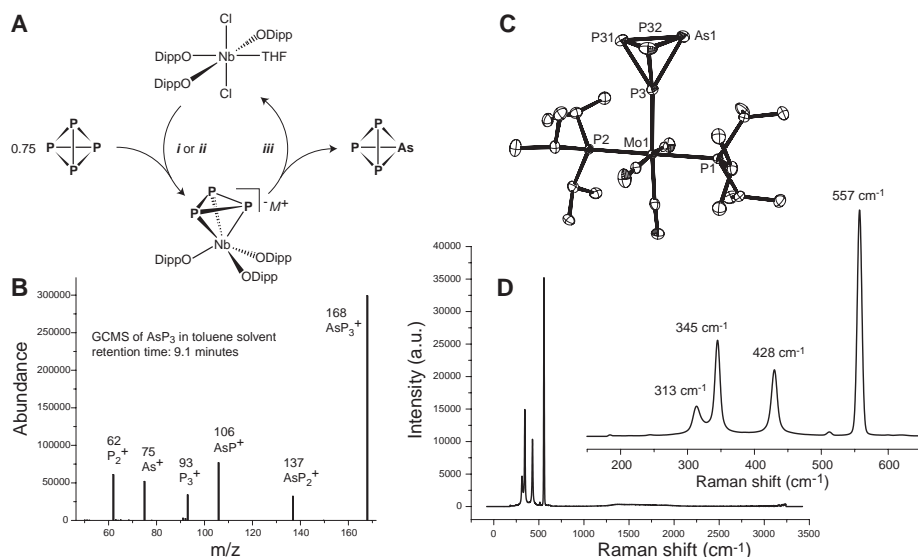 A
Cl
ODipp
DippO
Nb
THF
DippO
Cl
0.75
P
P
P
P
i or ii
iii
P
P
As
P
P
P
P
- M+
Nb
DippO
ODipp
ODipp
B
GCMS of AsP3 in toluene solvent
retention time: 9.1 minutes
168
AsP3+
62
P2+
75
As+
93
P3+
106
AsP+
137
AsP2+
Abundance
300000
250000
200000
150000
100000
50000
0
60
80
100
120
140
160
m/z
C
P31
P32
As1
P3
P2
Mo1
P1
D
557 cm-1
345 cm-1
428 cm-1
313 cm-1
200
300
400
500
600
Raman shift (cm-1)
Intensity (a.u.)
40000
35000
30000
25000
20000
15000
10000
5000
0
0
500
1000
1500
2000
2500
3000
3500
Raman shift (cm-1)